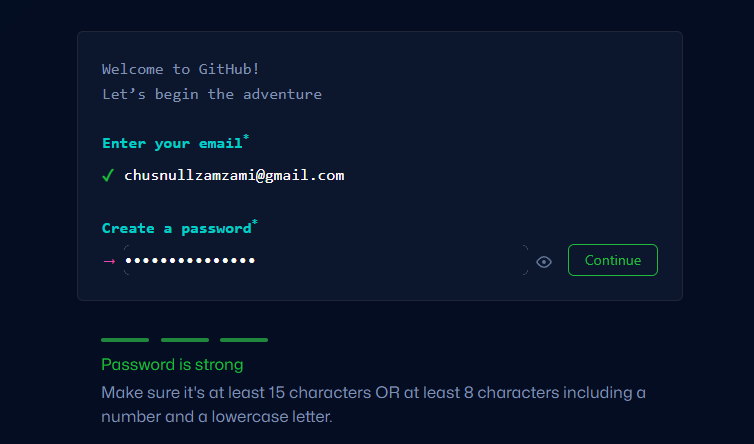 Welcome to GitHub!
Let’s begin the adventure
Enter your email*
✓ chusnullzamzami@gmail.com
Create a password*
→ •••••••••••••••
Continue
Password is strong
Make sure it's at least 15 characters OR at least 8 characters including a
number and a lowercase letter.